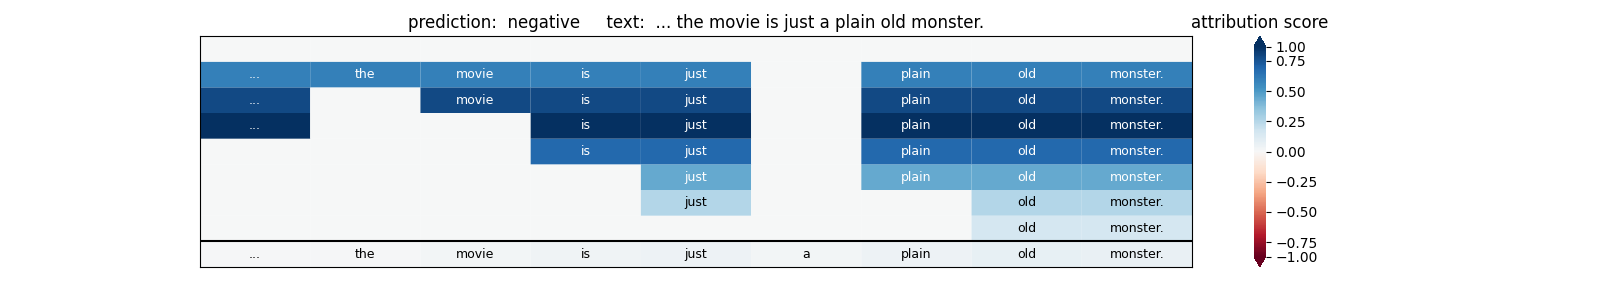 prediction:  negative     text:  ... the movie is just a plain old monster.
attribution score
... the movie is just plain old monster.
... movie is just plain old monster.
... is just plain old monster.
is just plain old monster.
just plain old monster.
just old monster.
old monster.
... the movie is just a plain old monster.
1.00
0.75
0.50
0.25
0.00
−0.25
−0.50
−0.75
−1.00